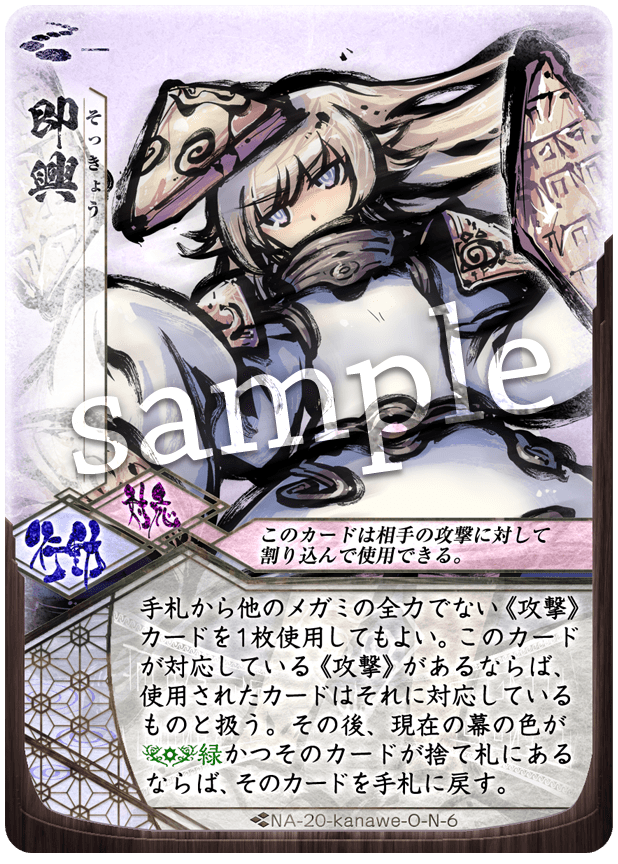 即興
そっきょう
sample
対応
行動
このカードは相手の攻撃に対して
割り込んで使用できる。
手札から他のメガミの全力でない《攻撃》
カードを1枚使用してもよい。このカード
が対応している《攻撃》があるならば、
使用されたカードはそれに対応している
ものと扱う。その後、現在の幕の色が
緑かつそのカードが捨て札にある
ならば、そのカードを手札に戻す。
NA-20-kanawe-O-N-6